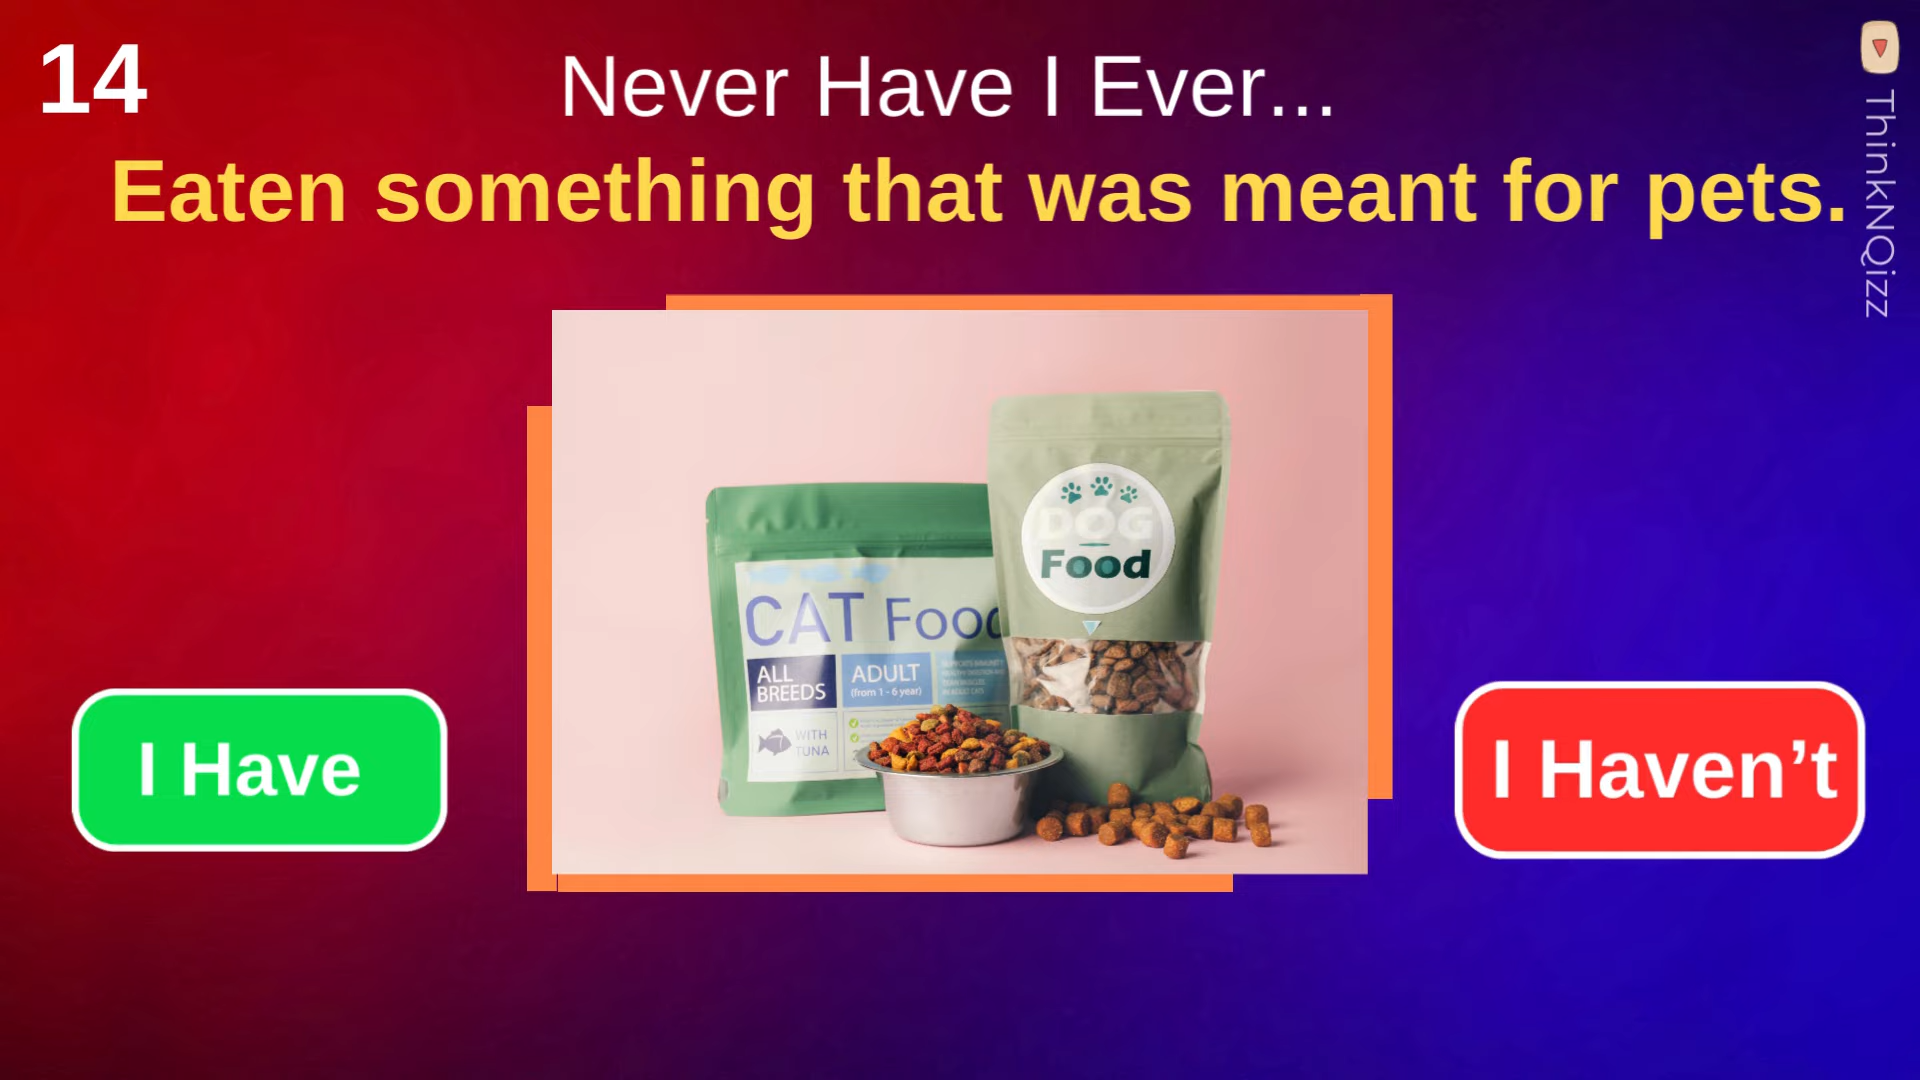 14
Never Have I Ever...
Eaten something that was meant for pets.
ThinkNQizz
DOG
Food
CAT Food
ALL
BREEDS
ADULT
(from 1 - 6 year)
WITH
TUNA
I Have
I Haven’t